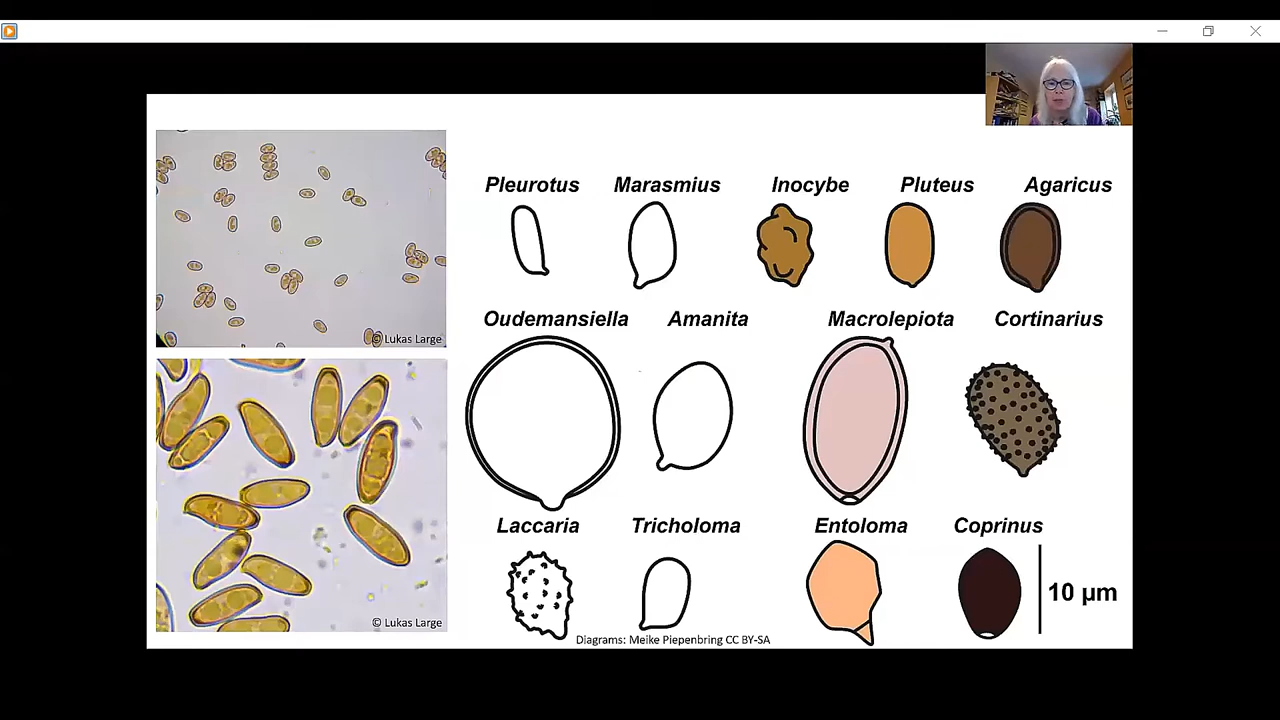 Pleurotus Marasmius Inocybe Pluteus Agaricus
© Lukas Large
Oudemansiella Amanita Macrolepiota Cortinarius
Laccaria Tricholoma Entoloma Coprinus
10 µm
© Lukas Large
Diagrams: Meike Piepenbring CC BY-SA